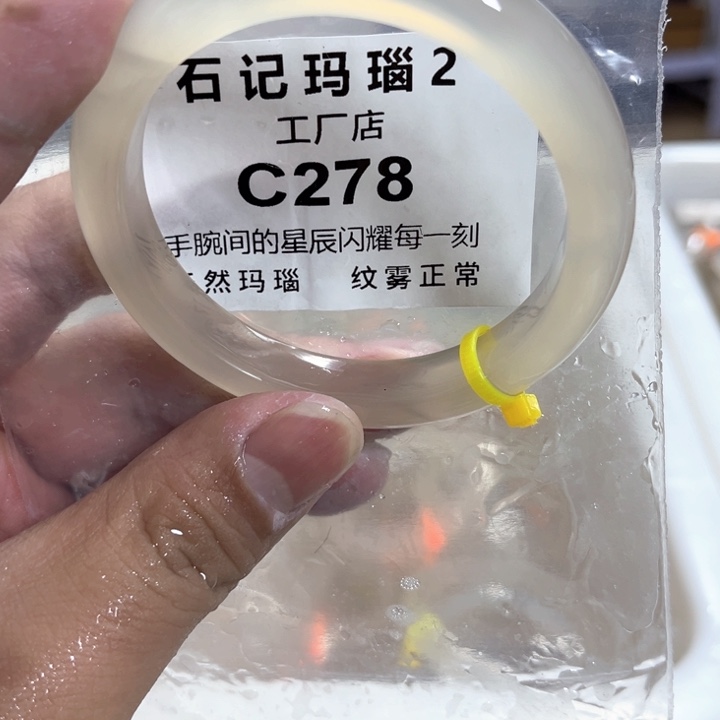 石记玛瑙2
工厂店
C278
手腕间的星辰闪耀每一刻
然玛瑙 纹雾正常